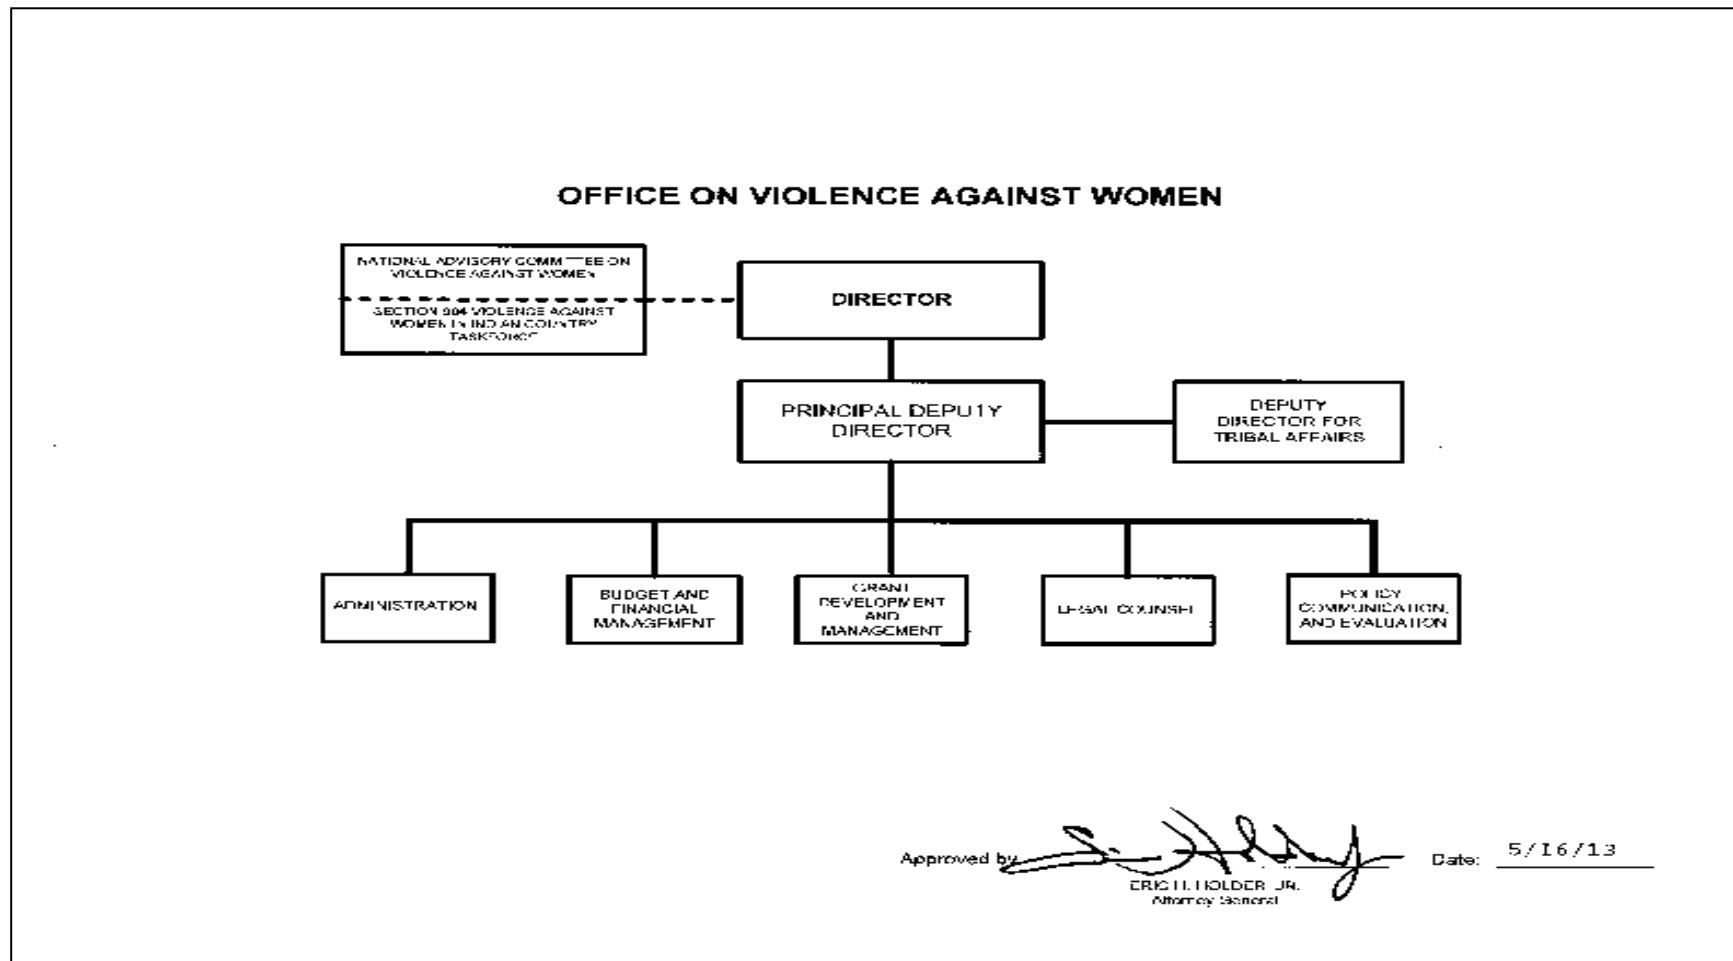 OFFICE ON VIOLENCE AGAINST WOMEN
NATIONAL ADVISORY COMMITTEE ON
VIOLENCE AGAINST WOMEN
SECTION 904 VIOLENCE AGAINST
WOMEN IN INDIAN COUNTRY
TASKFORCE
DIRECTOR
PRINCIPAL DEPUTY
DIRECTOR
DEPUTY
DIRECTOR FOR
TRIBAL AFFAIRS
ADMINISTRATION
BUDGET AND
FINANCIAL
MANAGEMENT
GRANT
DEVELOPMENT
AND
MANAGEMENT
LEGAL COUNSEL
POLICY
COMMUNICATION,
AND EVALUATION
Approved by
ERIC H. HOLDER, JR.
Attorney General
Date: 5/16/13